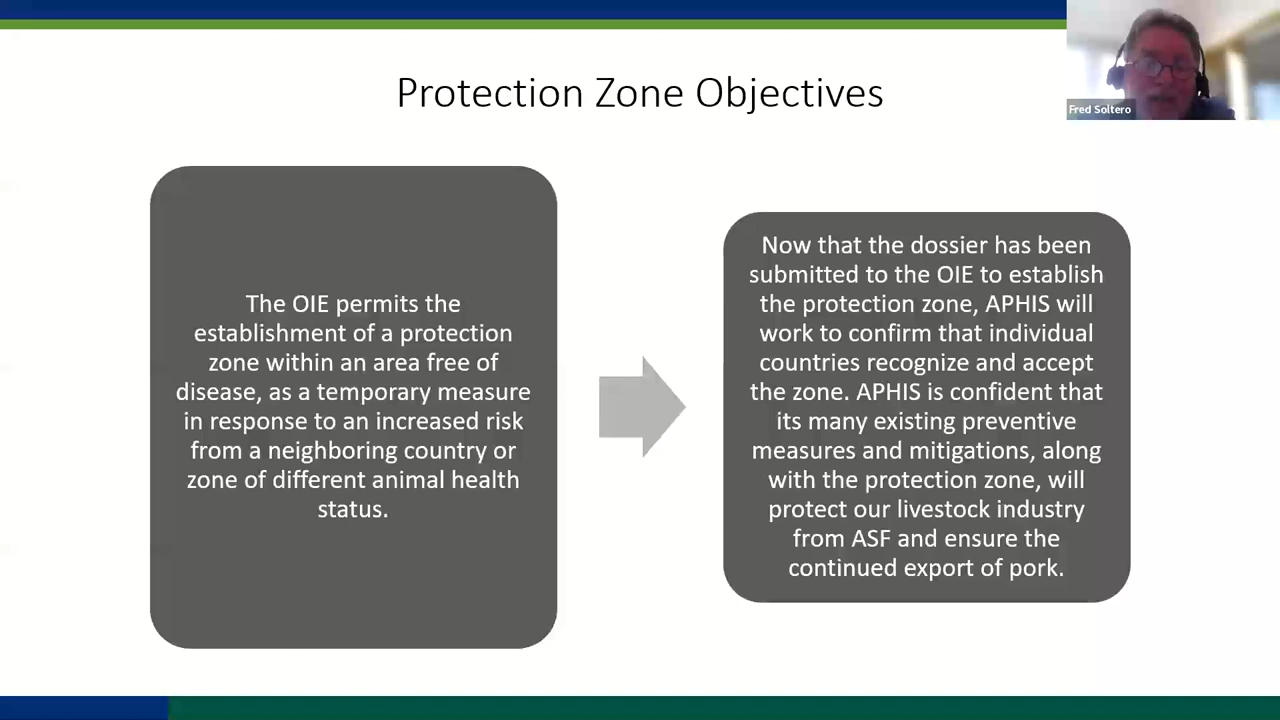 Protection Zone Objectives
Fred Soltero
The OIE permits the
establishment of a protection
zone within an area free of
disease, as a temporary measure
in response to an increased risk
from a neighboring country or
zone of different animal health
status.
Now that the dossier has been
submitted to the OIE to establish
the protection zone, APHIS will
work to confirm that individual
countries recognize and accept
the zone. APHIS is confident that
its many existing preventive
measures and mitigations, along
with the protection zone, will
protect our livestock industry
from ASF and ensure the
continued export of pork.